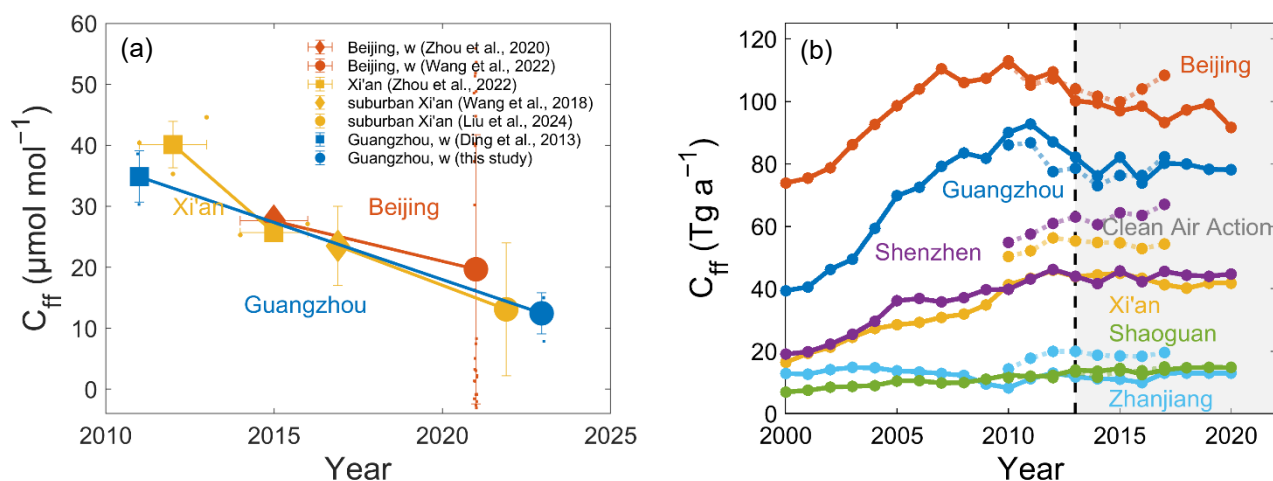 (a)
60
50
40
30
20
10
0
C_ff (μmol mol⁻¹)
2010
2015
2020
2025
Year
Beijing, w (Zhou et al., 2020)
Beijing, w (Wang et al., 2022)
Xi'an (Zhou et al., 2022)
suburban Xi'an (Wang et al., 2018)
suburban Xi'an (Liu et al., 2024)
Guangzhou, w (Ding et al., 2013)
Guangzhou, w (this study)
Xi'an
Beijing
Guangzhou
(b)
120
100
80
60
40
20
0
C_ff (Tg a⁻¹)
2000
2005
2010
2015
2020
Year
Beijing
Guangzhou
Shenzhen
Clean Air Action
Xi'an
Shaoguan
Zhanjiang